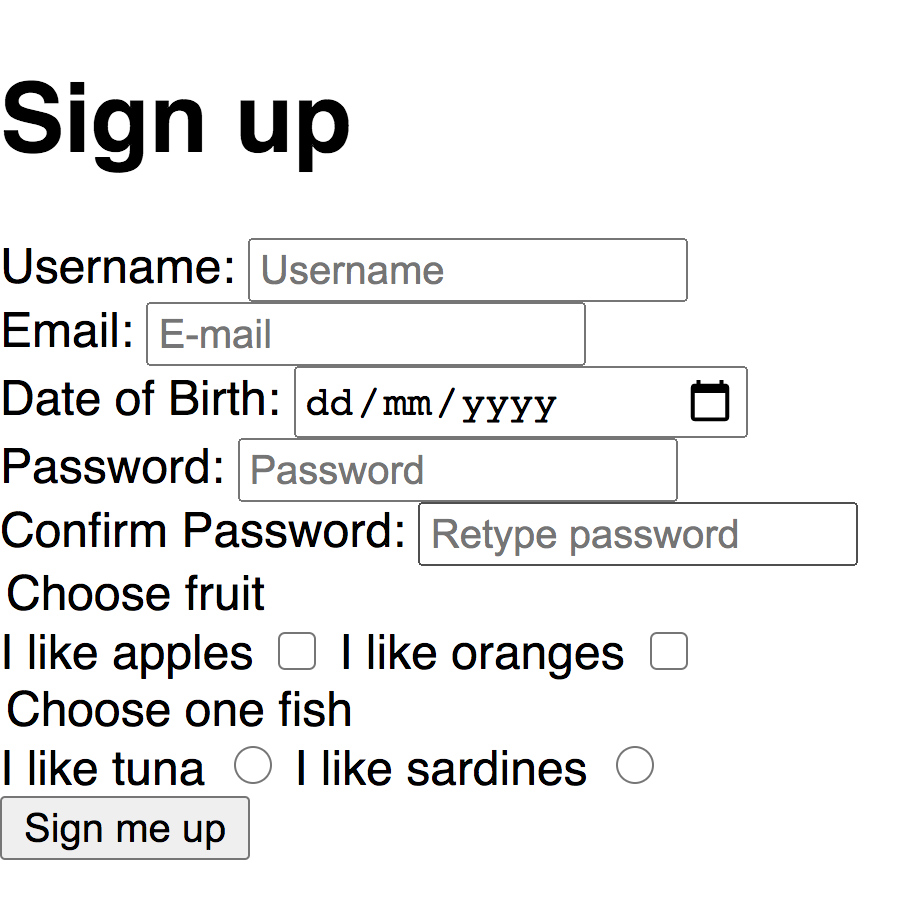 Sign up
Username: Username
Email: E-mail
Date of Birth: dd/mm/yyyy
Password: Password
Confirm Password: Retype password
Choose fruit
I like apples I like oranges
Choose one fish
I like tuna I like sardines
Sign me up